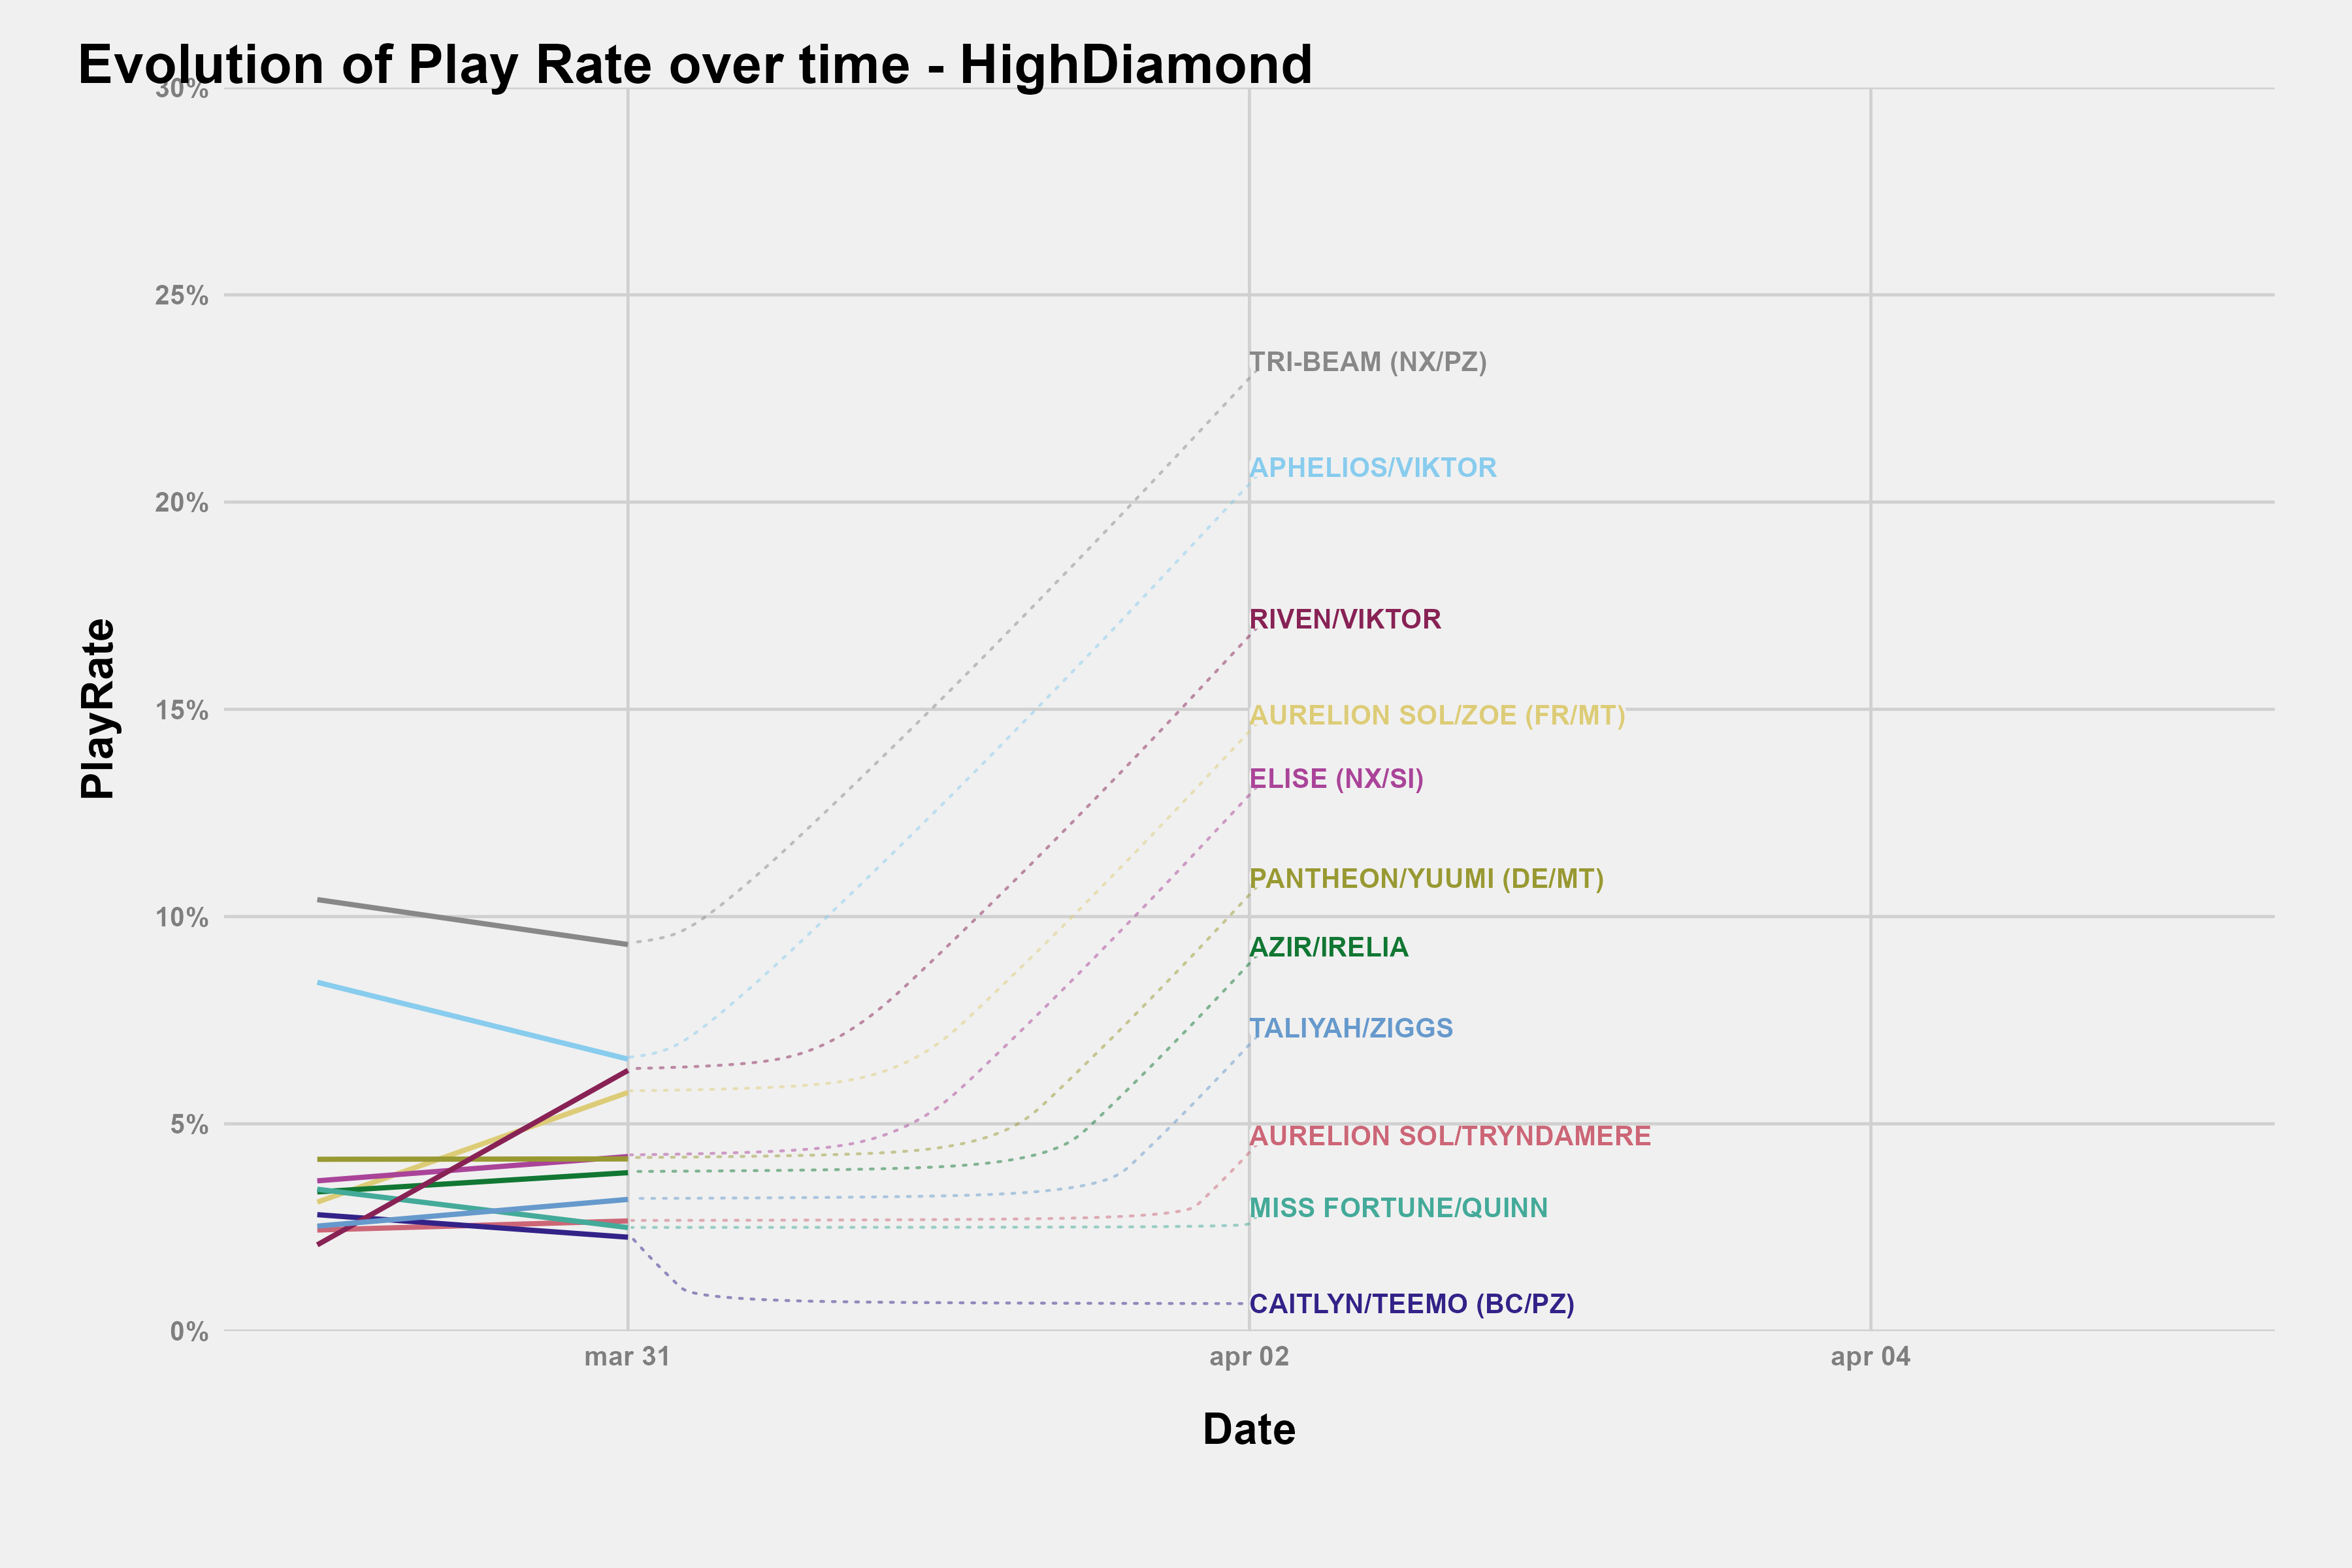 Evolution of Play Rate over time - HighDiamond
30%
25%
20%
15%
10%
5%
0%
PlayRate
TRI-BEAM (NX/PZ)
APHELIOS/VIKTOR
RIVEN/VIKTOR
AURELION SOL/ZOE (FR/MT)
ELISE (NX/SI)
PANTHEON/YUUMI (DE/MT)
AZIR/IRELIA
TALIYAH/ZIGGS
AURELION SOL/TRYNDAMERE
MISS FORTUNE/QUINN
CAITLYN/TEEMO (BC/PZ)
mar 31
apr 02
apr 04
Date